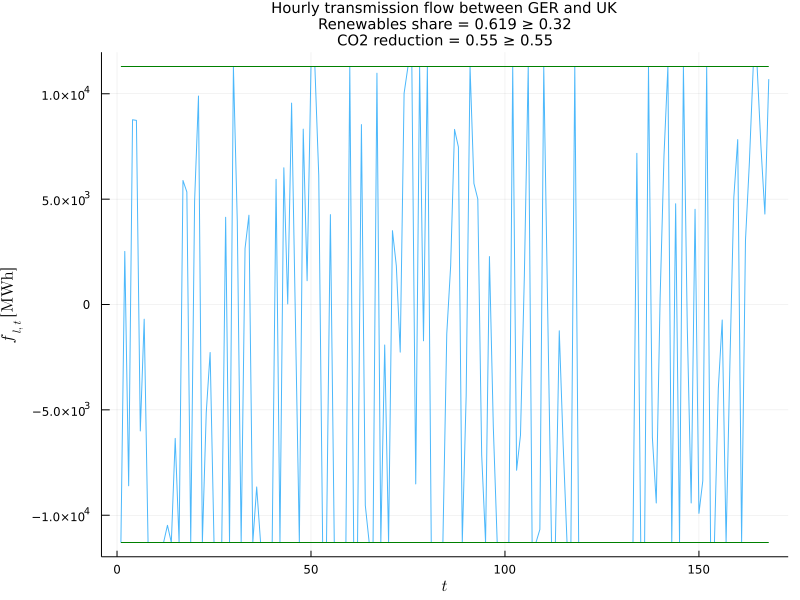 Hourly transmission flow between GER and UK
Renewables share = 0.619 ≥ 0.32
CO2 reduction = 0.55 ≥ 0.55
1.0×10⁴
5.0×10³
0
−5.0×10³
−1.0×10⁴
f_{l,t} [MWh]
0 50 100 150
t